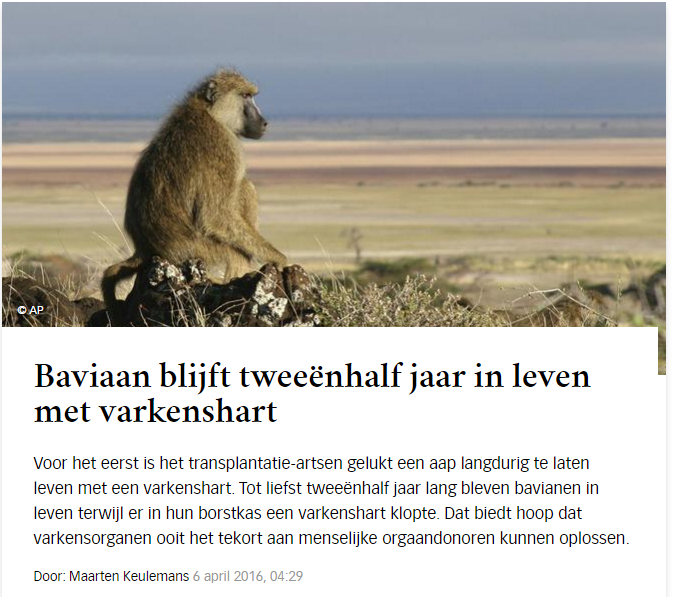 © AP
Baviaan blijft tweeënhalf jaar in leven
met varkenshart
Voor het eerst is het transplantatie-artsen gelukt een aap langdurig te laten
leven met een varkenshart. Tot liefst tweeënhalf jaar lang bleven bavianen in
leven terwijl er in hun borstkas een varkenshart klopte. Dat biedt hoop dat
varkensorganen ooit het tekort aan menselijke orgaandonoren kunnen oplossen.
Door: Maarten Keulemans 6 april 2016, 04:29